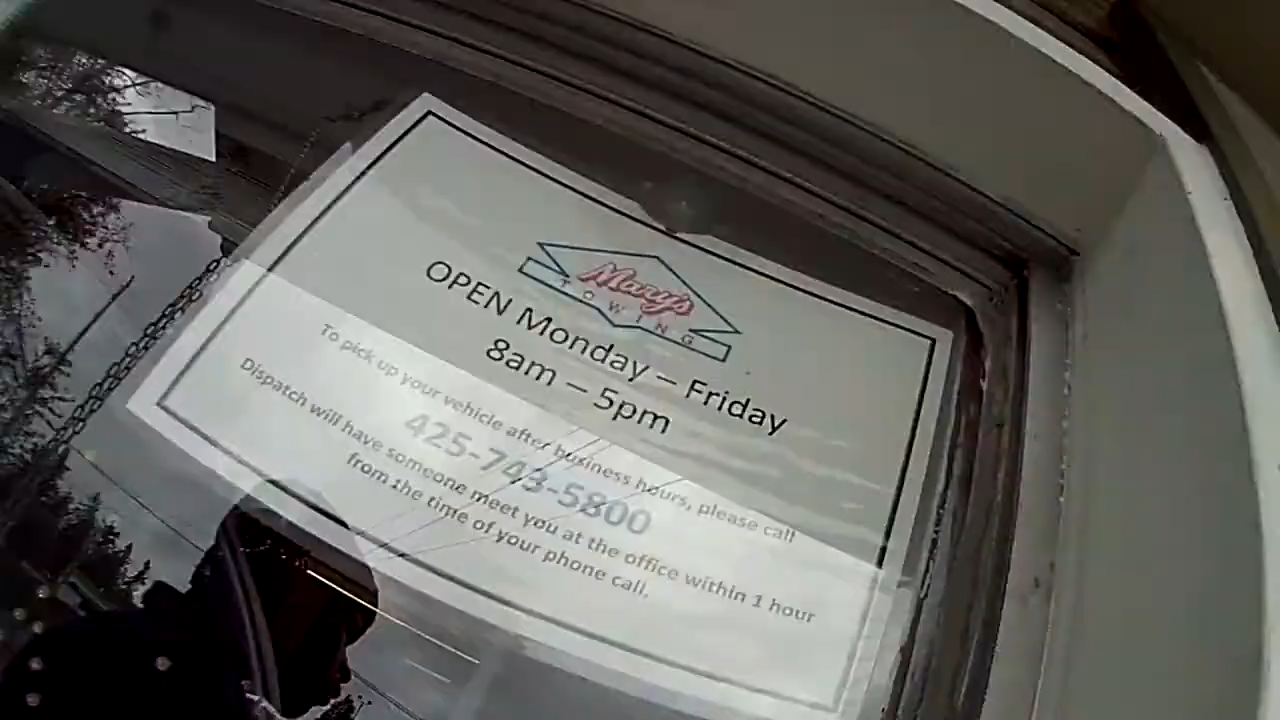 Mary's
TOWING
OPEN Monday – Friday
8am – 5pm
To pick up your vehicle after business hours, please call
425-743-5800
Dispatch will have someone meet you at the office within 1 hour
from the time of your phone call.